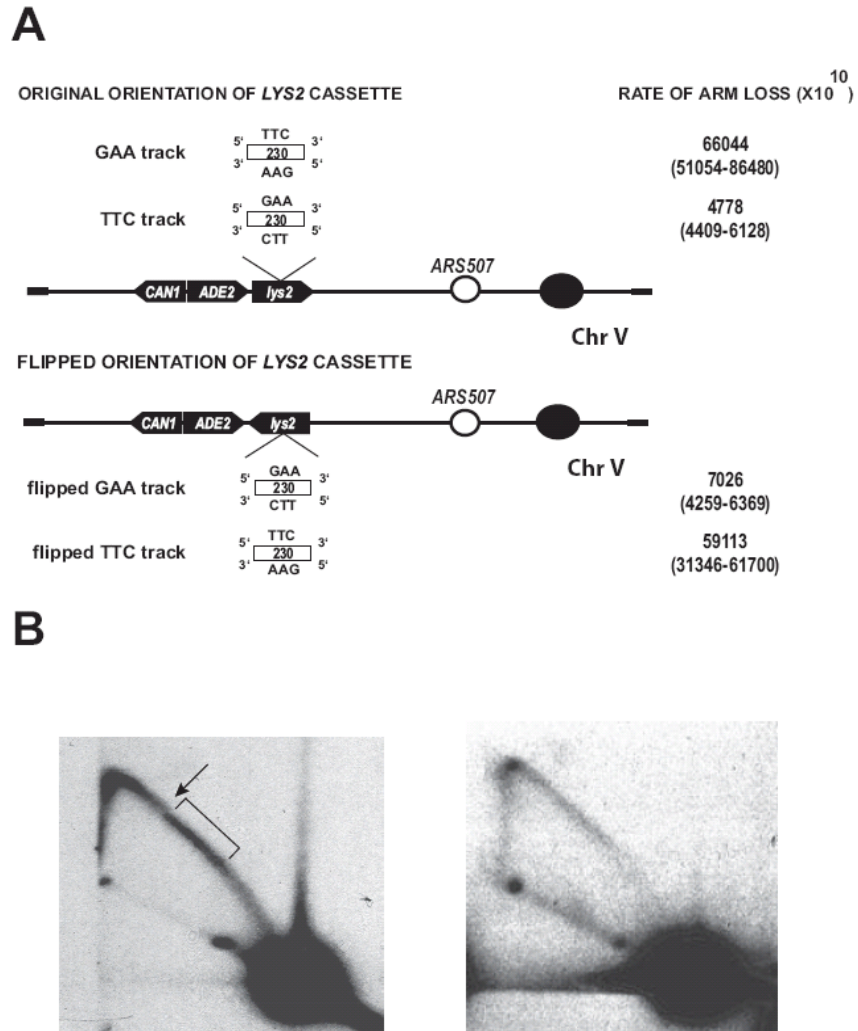 A
ORIGINAL ORIENTATION OF LYS2 CASSETTE
RATE OF ARM LOSS (X10^10)
GAA track
5' TTC 3'
230
3' AAG 5'
66044
(51054-86480)
TTC track
5' GAA 3'
230
3' CTT 5'
4778
(4409-6128)
CAN1 ADE2 lys2 ARS507
Chr V
FLIPPED ORIENTATION OF LYS2 CASSETTE
CAN1 ADE2 lys2 ARS507
Chr V
flipped GAA track
5' GAA 3'
230
3' CTT 5'
7026
(4259-6369)
flipped TTC track
5' TTC 3'
230
3' AAG 5'
59113
(31346-61700)
B